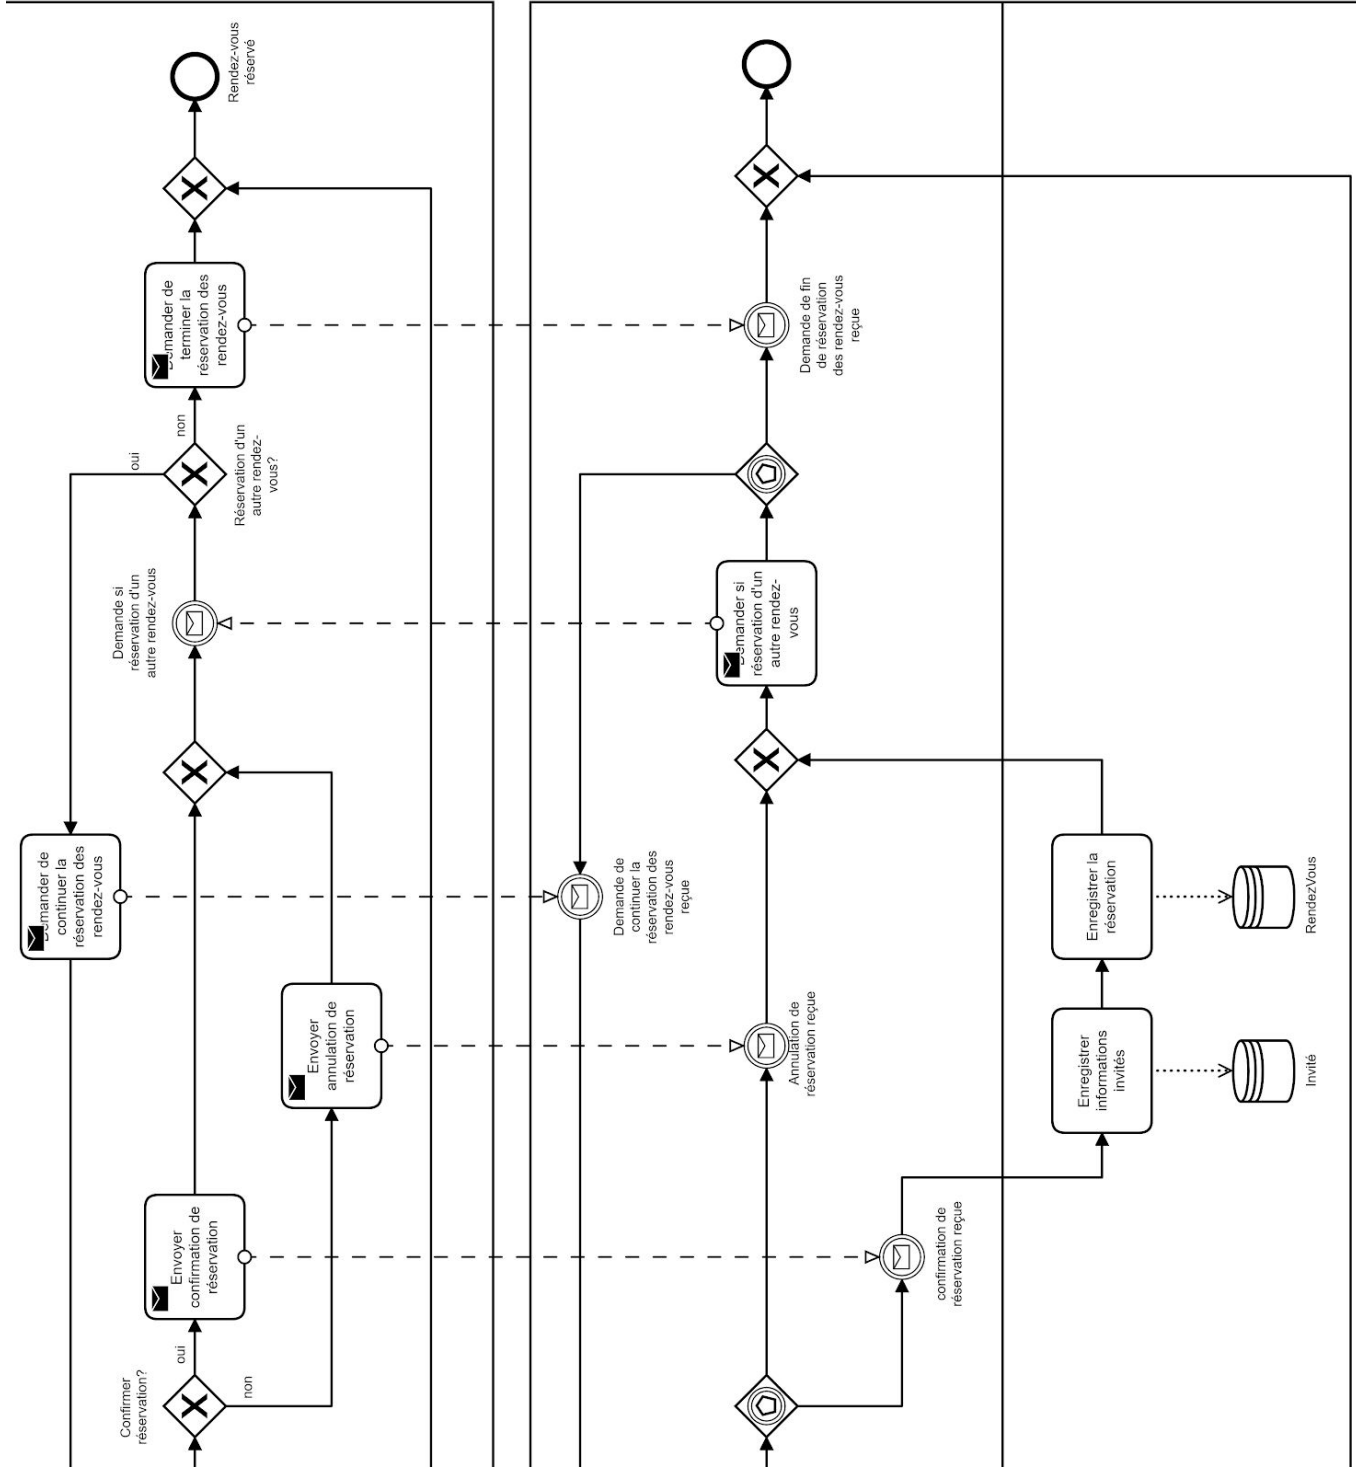 Rendez-vous
réservé
Demander de
terminer la
réservation des
rendez-vous
Demande de fin
de réservation
des rendez-vous
reçue
non
oui
Réservation d'un
autre rendez-
vous?
Demande si
réservation d'un
autre rendez-vous
Demander si
réservation d'un
autre rendez-
vous
Demander de
continuer la
réservation des
rendez-vous
Demande de
continuer la
réservation des
rendez-vous
reçue
Enregistrer la
réservation
RendezVous
Envoyer
annulation de
réservation
Annulation de
réservation reçue
Enregistrer
informations
invités
Invité
Envoyer
confirmation de
réservation
confirmation de
réservation reçue
oui
non
Confirmer
réservation?